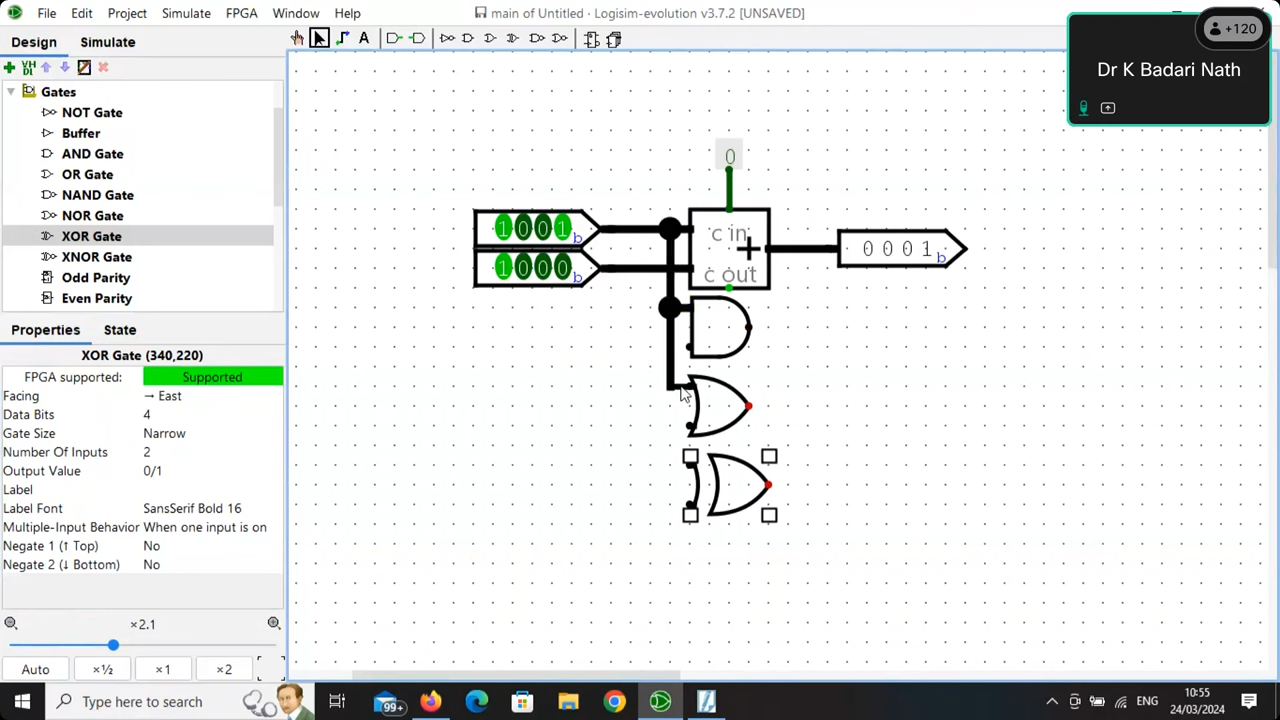 File Edit Project Simulate FPGA Window Help
main of Untitled - Logisim-evolution v3.7.2 [UNSAVED]
+120
Dr K Badari Nath
Design Simulate
A
VH
DL
Gates
NOT Gate
Buffer
AND Gate
OR Gate
NAND Gate
NOR Gate
XOR Gate
XNOR Gate
Odd Parity
Even Parity
Properties State
XOR Gate (340,220)
FPGA supported: Supported
Facing → East
Data Bits 4
Gate Size Narrow
Number Of Inputs 2
Output Value 0/1
Label
Label Font SansSerif Bold 16
Multiple-Input Behavior When one input is on
Negate 1 (↑ Top) No
Negate 2 (↓ Bottom) No
×2.1
Auto ×½ ×1 ×2
0
1001b
1000b
c in
+
c out
0001b
Type here to search
99+
ENG
10:55
24/03/2024